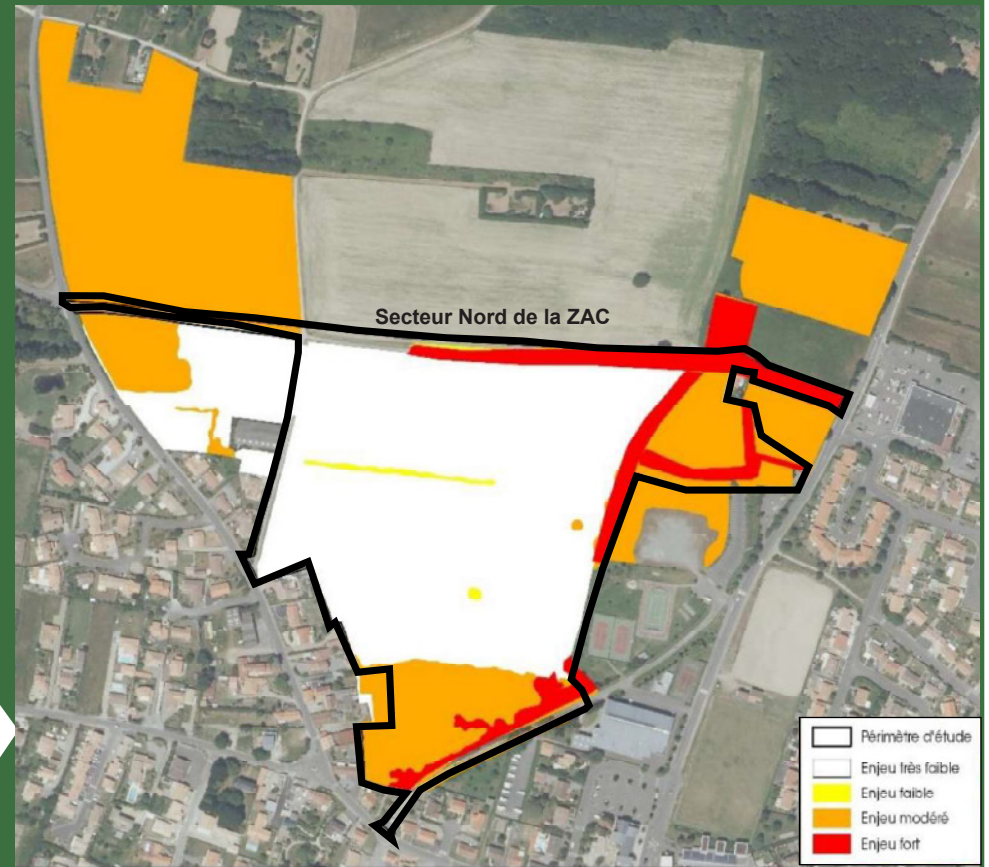 Secteur Nord de la ZAC
Périmètre d'étude
Enjeu très faible
Enjeu faible
Enjeu modéré
Enjeu fort